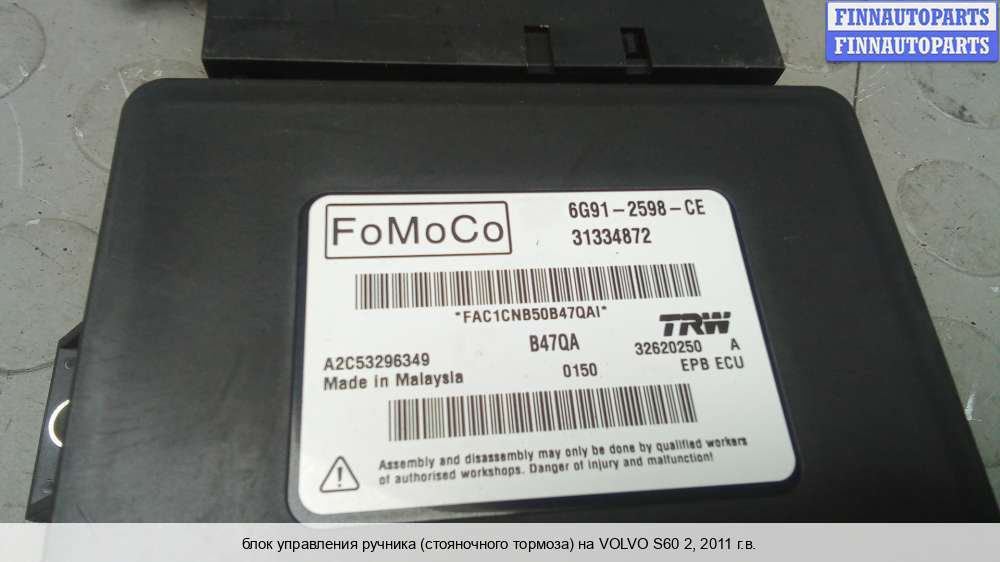 FINNAUTOPARTS
FINNAUTOPARTS
FoMoCo
6G91-2598-CE
31334872
*FAC1CNB50B47QAI*
B47QA
TRW
A2C53296349
32620250 A
Made in Malaysia
0150
EPB ECU
Assembly and disassembly may only be done by qualified workers
of authorised workshops. Danger of injury and malfunction!
блок управления ручника (стояночного тормоза) на VOLVO S60 2, 2011 г.в.